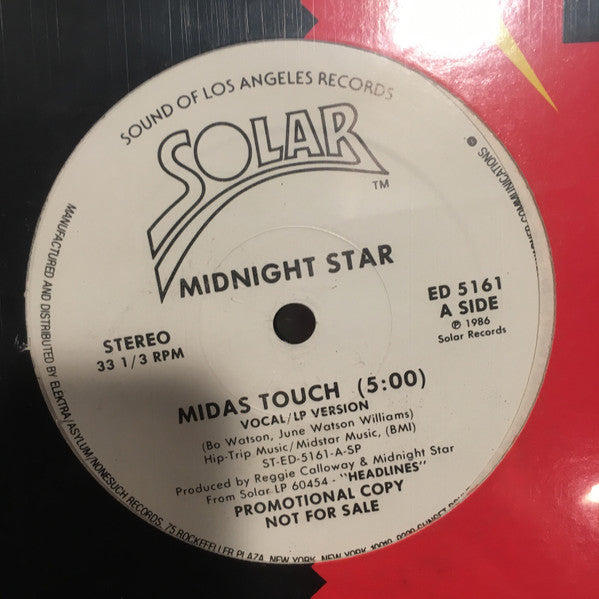 SOUND OF LOS ANGELES RECORDS
SOLAR
TM
MIDNIGHT STAR
STEREO
33 1/3 RPM
ED 5161
A SIDE
℗ 1986
Solar Records
MIDAS TOUCH (5:00)
VOCAL/LP VERSION
(Bo Watson, June Watson Williams)
Hip-Trip Music/Midstar Music, (BMI)
ST-ED-5161-A-SP
Produced by Reggie Calloway & Midnight Star
From Solar LP 60454 - "HEADLINES"
PROMOTIONAL COPY
NOT FOR SALE
MANUFACTURED AND DISTRIBUTED BY ELEKTRA/ASYLUM/NONESUCH RECORDS, 75 ROCKEFELLER PLAZA, NEW YORK, NEW YORK 10019, SUNSET COMMUNICATIONS